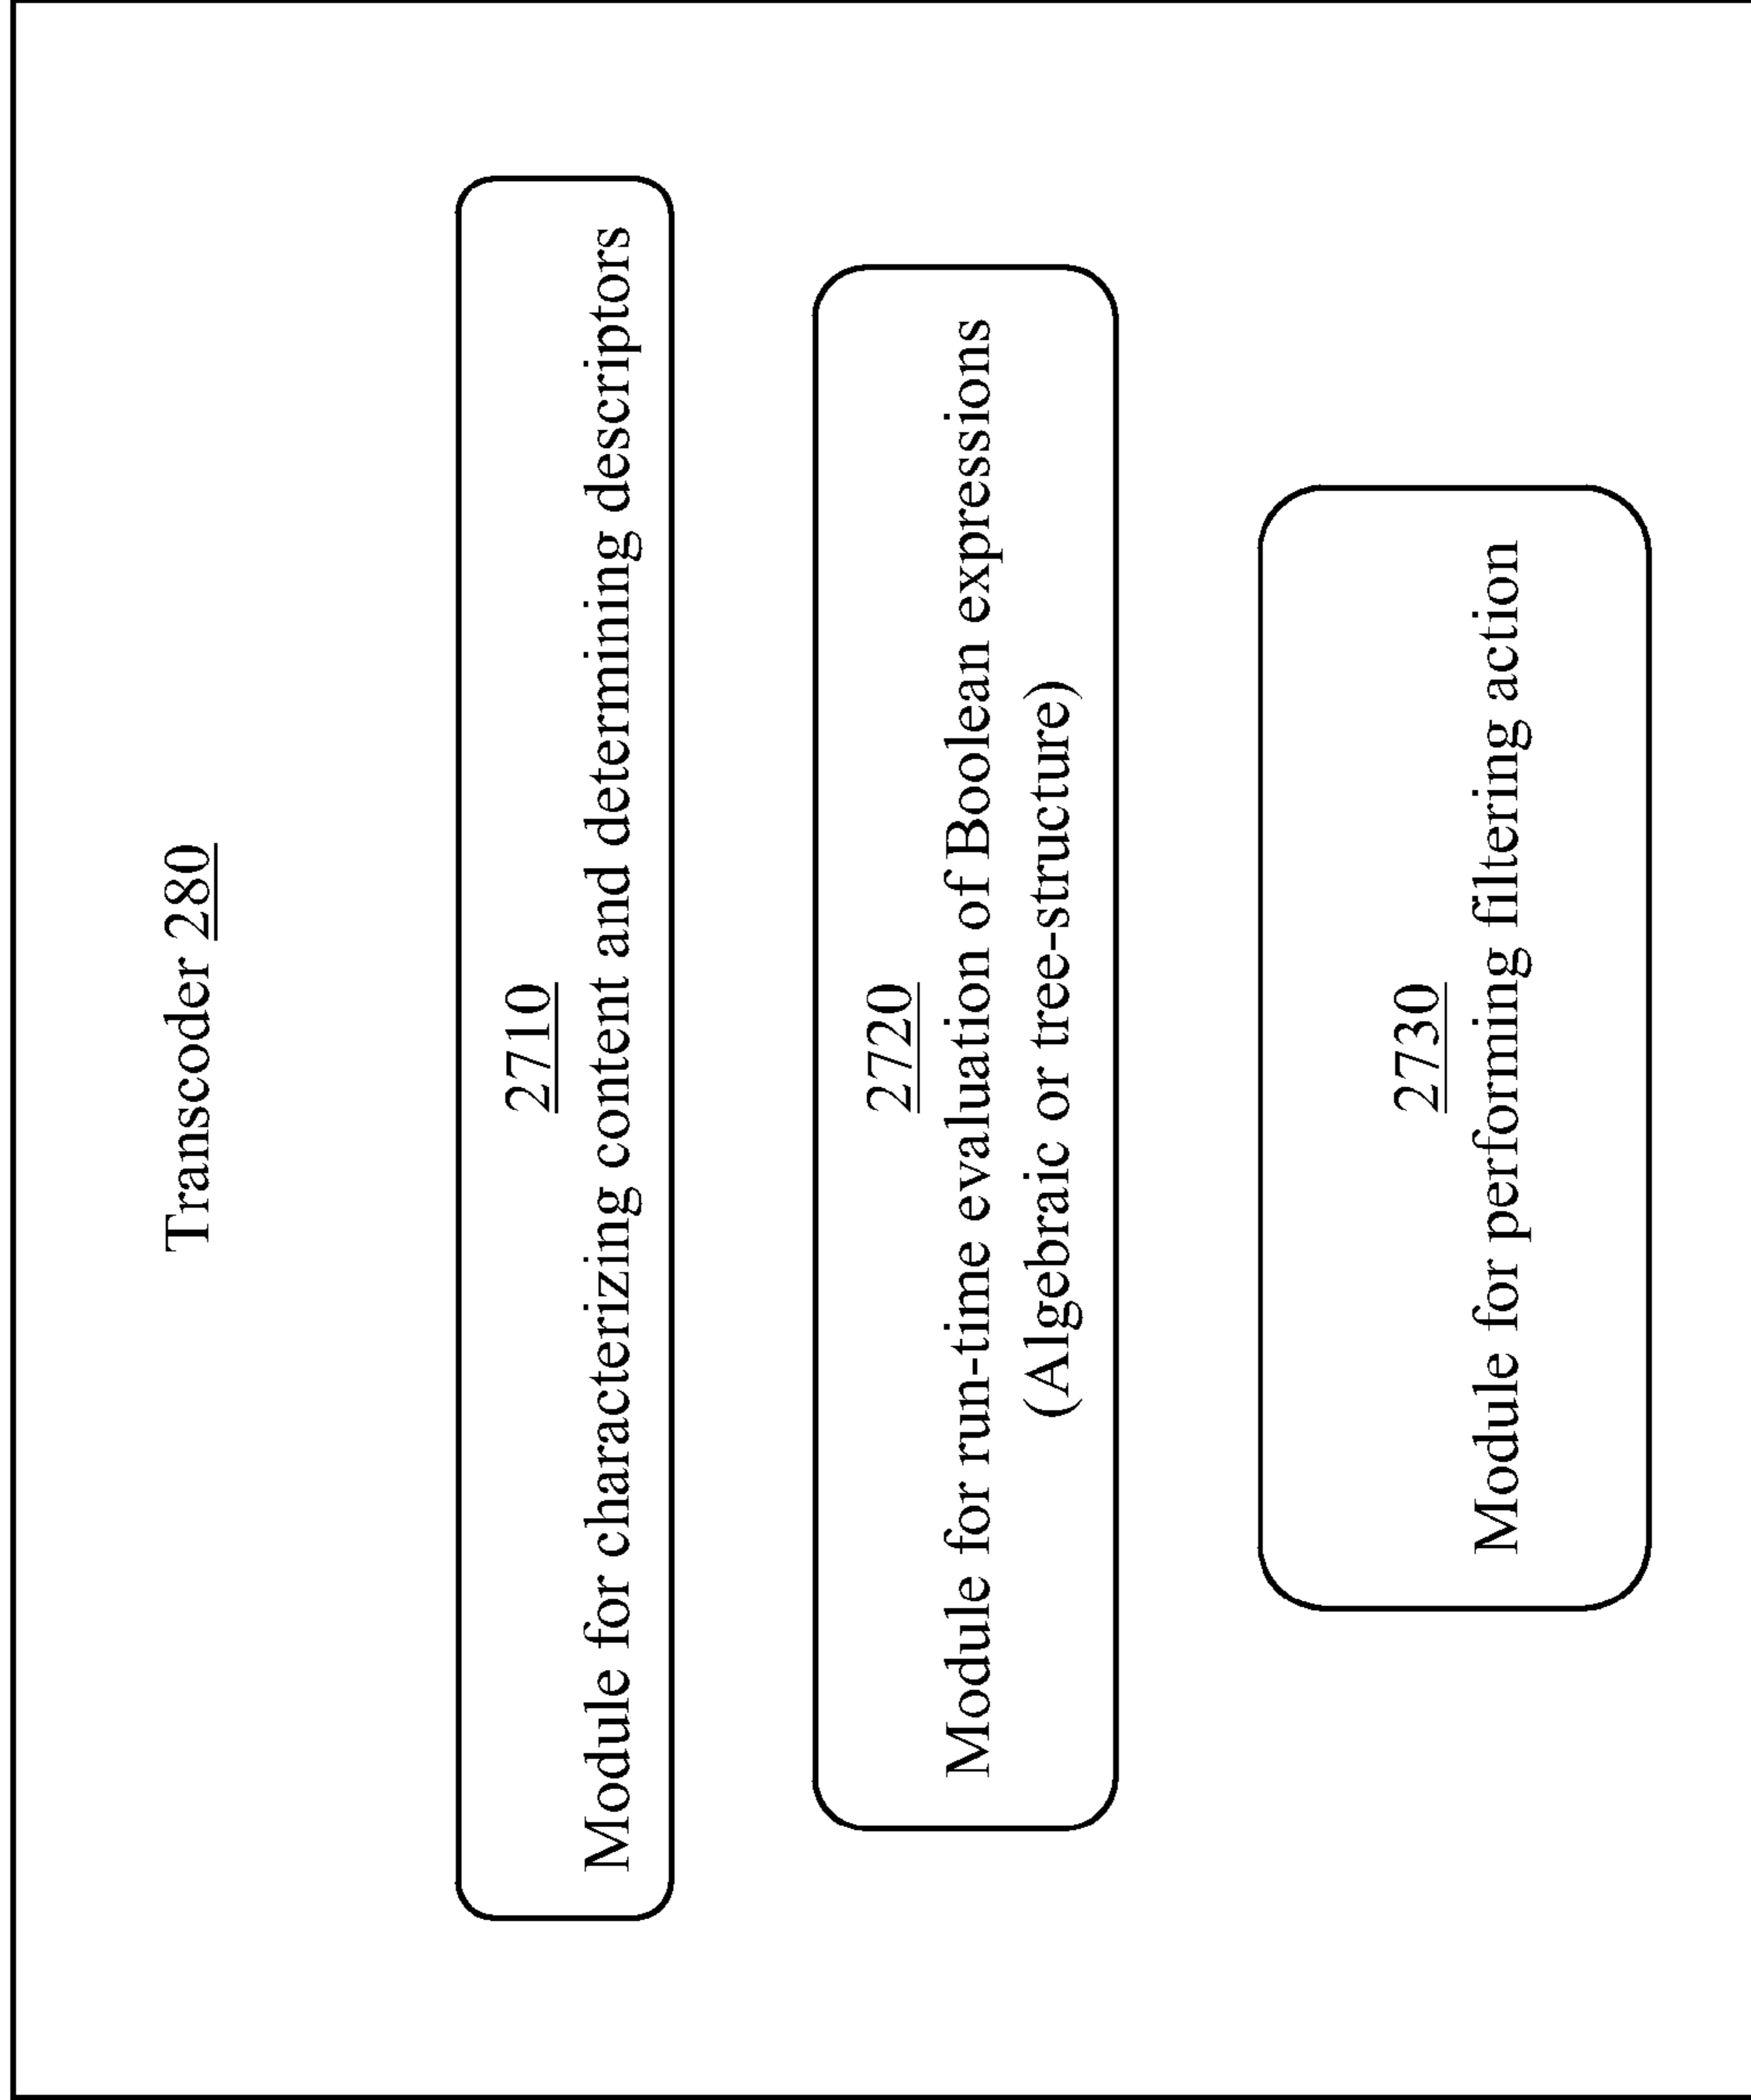 Transcoder 280
2710
Module for characterizing content and determining descriptors
2720
Module for run-time evaluation of Boolean expressions
(Algebraic or tree-structure)
2730
Module for performing filtering action